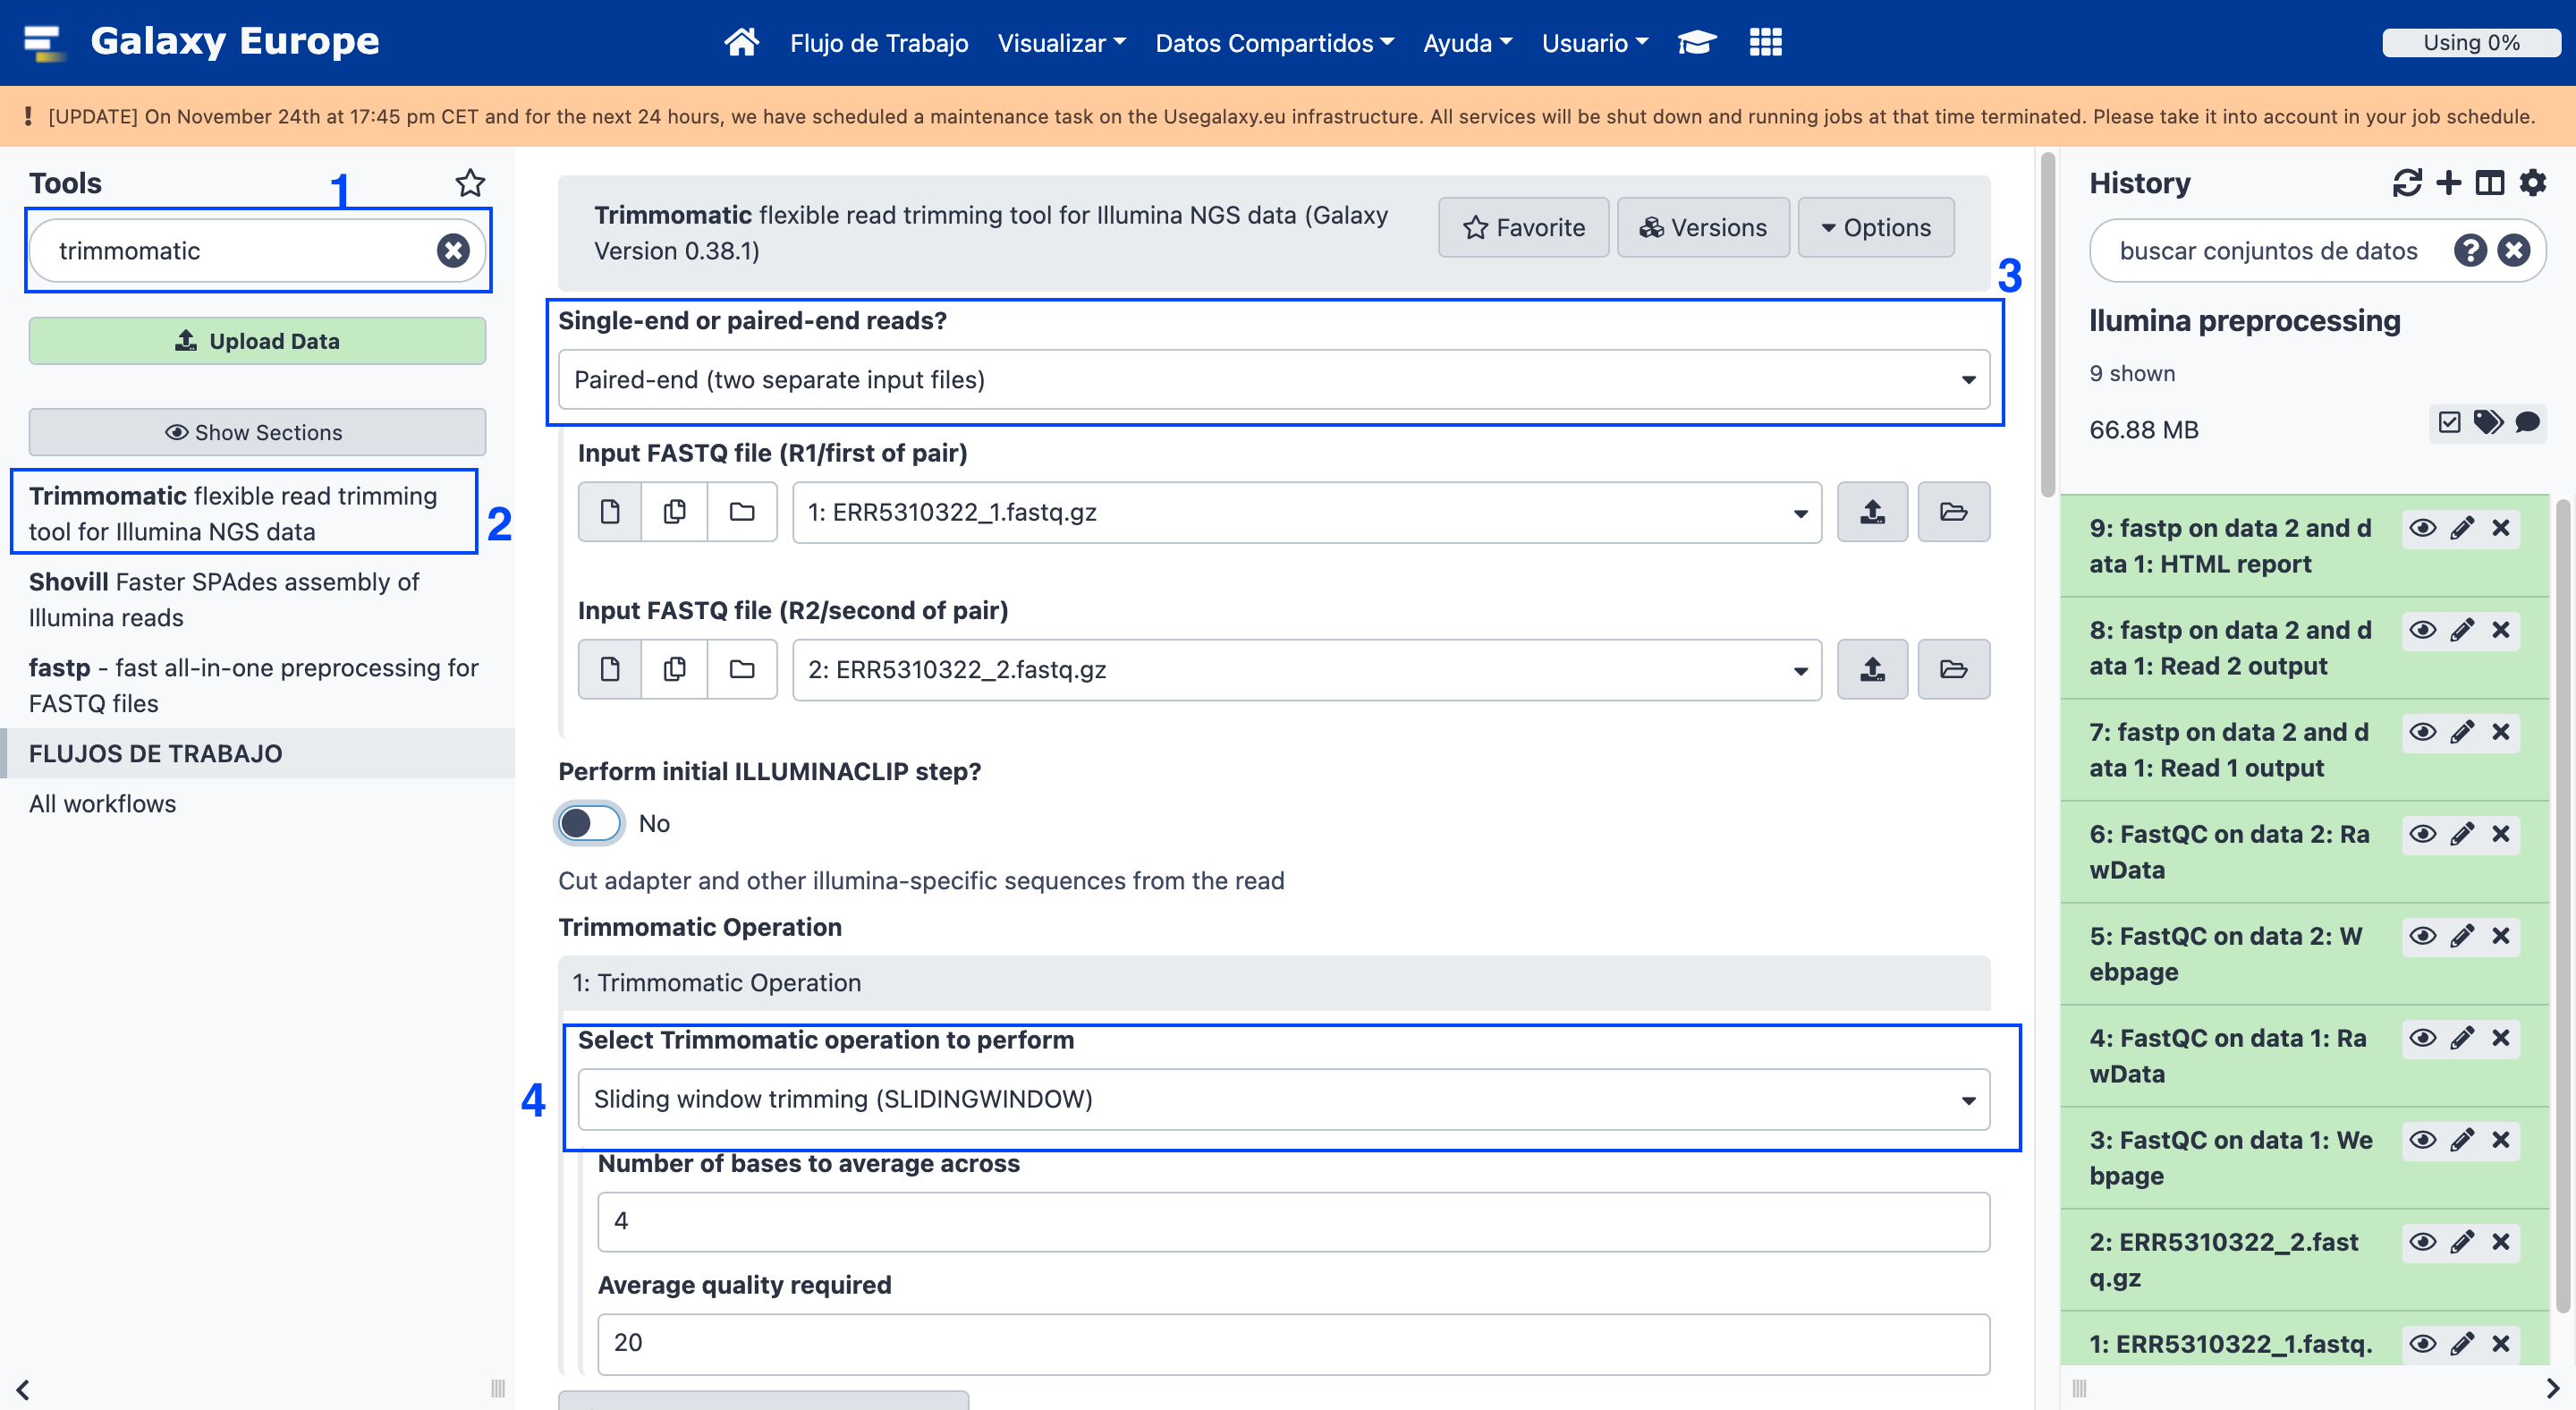 Galaxy Europe
Flujo de Trabajo
Visualizar
Datos Compartidos
Ayuda
Usuario
Using 0%
[UPDATE] On November 24th at 17:45 pm CET and for the next 24 hours, we have scheduled a maintenance task on the Usegalaxy.eu infrastructure. All services will be shut down and running jobs at that time terminated. Please take it into account in your job schedule.
Tools
1
trimmomatic
Upload Data
Show Sections
Trimmomatic flexible read trimming
tool for Illumina NGS data
2
Shovill Faster SPAdes assembly of
Illumina reads
fastp - fast all-in-one preprocessing for
FASTQ files
FLUJOS DE TRABAJO
All workflows
Trimmomatic flexible read trimming tool for Illumina NGS data (Galaxy
Version 0.38.1)
Favorite
Versions
Options
3
Single-end or paired-end reads?
Paired-end (two separate input files)
Input FASTQ file (R1/first of pair)
1: ERR5310322_1.fastq.gz
Input FASTQ file (R2/second of pair)
2: ERR5310322_2.fastq.gz
Perform initial ILLUMINACLIP step?
No
Cut adapter and other illumina-specific sequences from the read
Trimmomatic Operation
1: Trimmomatic Operation
4
Select Trimmomatic operation to perform
Sliding window trimming (SLIDINGWINDOW)
Number of bases to average across
4
Average quality required
20
History
buscar conjuntos de datos
Ilumina preprocessing
9 shown
66.88 MB
9: fastp on data 2 and d
ata 1: HTML report
8: fastp on data 2 and d
ata 1: Read 2 output
7: fastp on data 2 and d
ata 1: Read 1 output
6: FastQC on data 2: Ra
wData
5: FastQC on data 2: W
ebpage
4: FastQC on data 1: Ra
wData
3: FastQC on data 1: We
bpage
2: ERR5310322_2.fast
q.gz
1: ERR5310322_1.fastq.